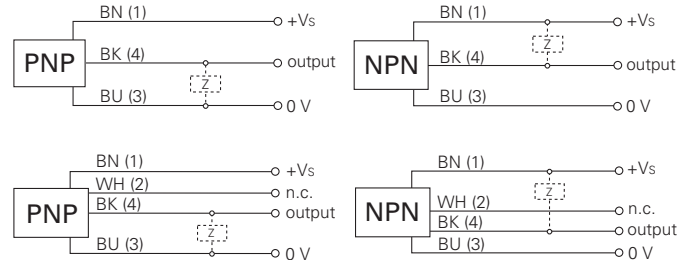 BN (1)
+Vs
PNP
BK (4)
output
Z
BU (3)
0 V
BN (1)
+Vs
Z
NPN
BK (4)
output
BU (3)
0 V
BN (1)
+Vs
WH (2)
n.c.
PNP
BK (4)
output
Z
BU (3)
0 V
BN (1)
+Vs
Z
NPN
WH (2)
n.c.
BK (4)
output
BU (3)
0 V